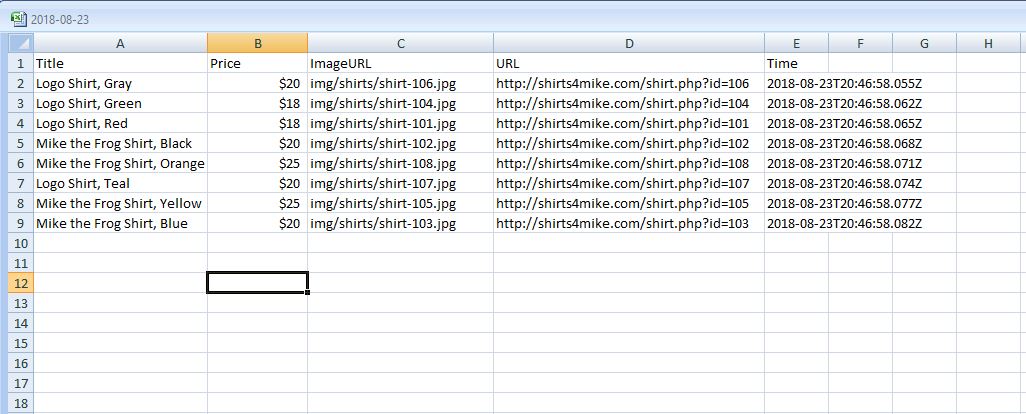 2018-08-23
A B C D E F G H
1 Title Price ImageURL URL Time
2 Logo Shirt, Gray $20 img/shirts/shirt-106.jpg http://shirts4mike.com/shirt.php?id=106 2018-08-23T20:46:58.055Z
3 Logo Shirt, Green $18 img/shirts/shirt-104.jpg http://shirts4mike.com/shirt.php?id=104 2018-08-23T20:46:58.062Z
4 Logo Shirt, Red $18 img/shirts/shirt-101.jpg http://shirts4mike.com/shirt.php?id=101 2018-08-23T20:46:58.065Z
5 Mike the Frog Shirt, Black $20 img/shirts/shirt-102.jpg http://shirts4mike.com/shirt.php?id=102 2018-08-23T20:46:58.068Z
6 Mike the Frog Shirt, Orange $25 img/shirts/shirt-108.jpg http://shirts4mike.com/shirt.php?id=108 2018-08-23T20:46:58.071Z
7 Logo Shirt, Teal $20 img/shirts/shirt-107.jpg http://shirts4mike.com/shirt.php?id=107 2018-08-23T20:46:58.074Z
8 Mike the Frog Shirt, Yellow $25 img/shirts/shirt-105.jpg http://shirts4mike.com/shirt.php?id=105 2018-08-23T20:46:58.077Z
9 Mike the Frog Shirt, Blue $20 img/shirts/shirt-103.jpg http://shirts4mike.com/shirt.php?id=103 2018-08-23T20:46:58.082Z
10
11
12
13
14
15
16
17
18